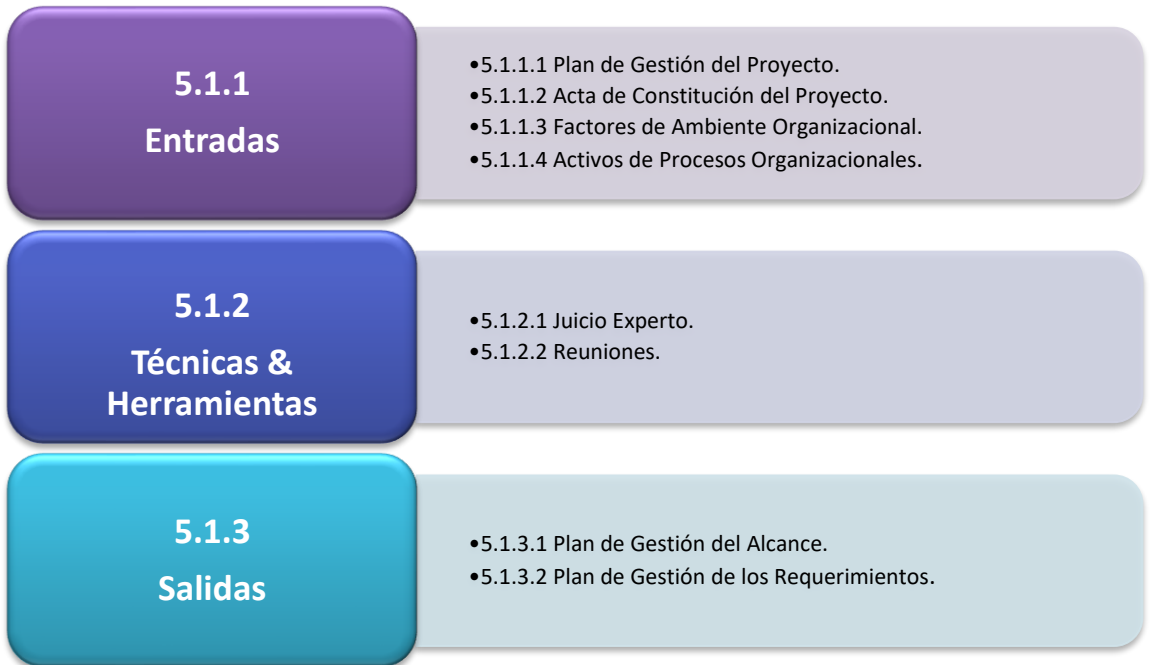 5.1.1
Entradas
•5.1.1.1 Plan de Gestión del Proyecto.
•5.1.1.2 Acta de Constitución del Proyecto.
•5.1.1.3 Factores de Ambiente Organizacional.
•5.1.1.4 Activos de Procesos Organizacionales.
5.1.2
Técnicas &
Herramientas
•5.1.2.1 Juicio Experto.
•5.1.2.2 Reuniones.
5.1.3
Salidas
•5.1.3.1 Plan de Gestión del Alcance.
•5.1.3.2 Plan de Gestión de los Requerimientos.